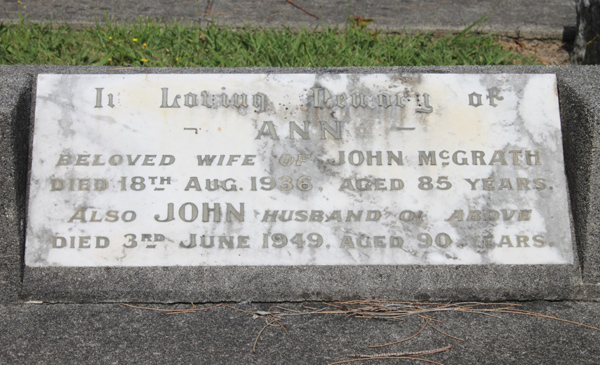 In Loving Memory of
- ANN -
BELOVED WIFE OF JOHN McGRATH
DIED 18TH AUG. 1936. AGED 85 YEARS.
ALSO JOHN HUSBAND OF ABOVE
DIED 3RD JUNE 1949. AGED 90 YEARS.